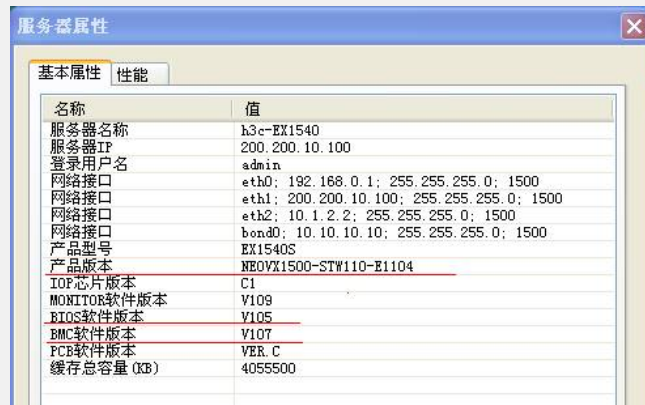 服务器属性
基本属性 性能
名称 值
服务器名称 h3c-EX1540
服务器IP 200.200.10.100
登录用户名 admin
网络接口 eth0; 192.168.0.1; 255.255.255.0; 1500
网络接口 eth1; 200.200.10.100; 255.255.255.0; 1500
网络接口 eth2; 10.1.2.2; 255.255.255.0; 1500
网络接口 bond0; 10.10.10.10; 255.255.255.0; 1500
产品型号 EX1540S
产品版本 NEOVX1500-STW110-E1104
IOP芯片版本 C1
MONITOR软件版本 V109
BIOS软件版本 V105
BMC软件版本 V107
PCB软件版本 VER.C
缓存总容量(KB) 4055500